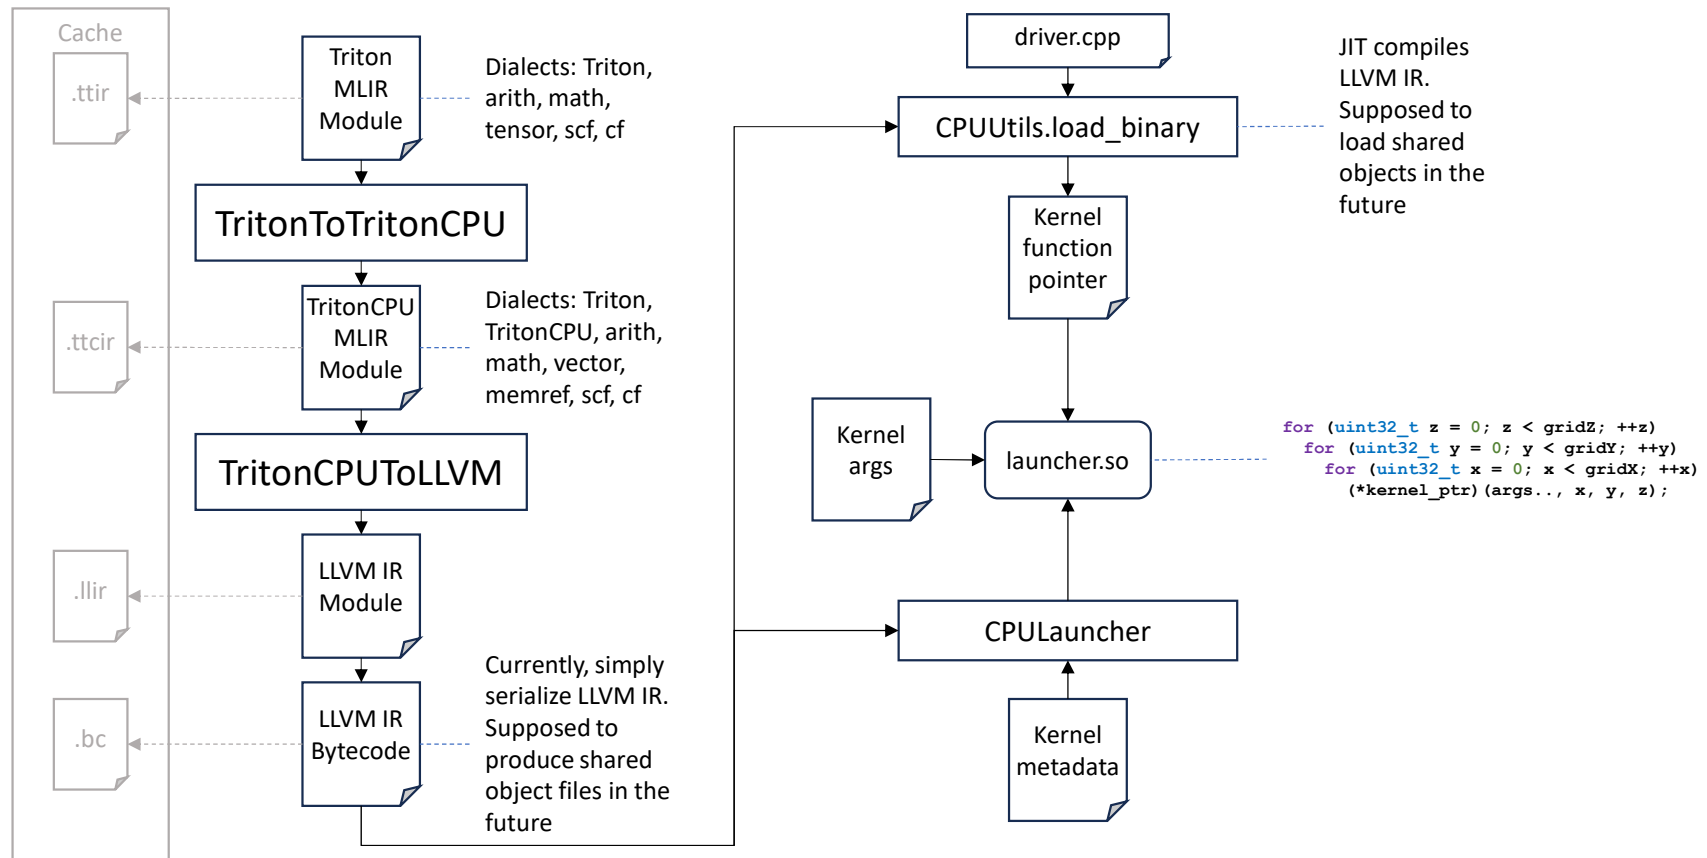 Cache
.ttir
.ttcir
.llir
.bc
Triton
MLIR
Module
Dialects: Triton,
arith, math,
tensor, scf, cf
TritonToTritonCPU
TritonCPU
MLIR
Module
Dialects: Triton,
TritonCPU, arith,
math, vector,
memref, scf, cf
TritonCPUToLLVM
LLVM IR
Module
LLVM IR
Bytecode
Currently, simply
serialize LLVM IR.
Supposed to
produce shared
object files in the
future
driver.cpp
CPUUtils.load_binary
JIT compiles
LLVM IR.
Supposed to
load shared
objects in the
future
Kernel
function
pointer
Kernel
args
launcher.so
for (uint32_t z = 0; z < gridZ; ++z)
for (uint32_t y = 0; y < gridY; ++y)
for (uint32_t x = 0; x < gridX; ++x)
(*kernel_ptr)(args.., x, y, z);
CPULauncher
Kernel
metadata